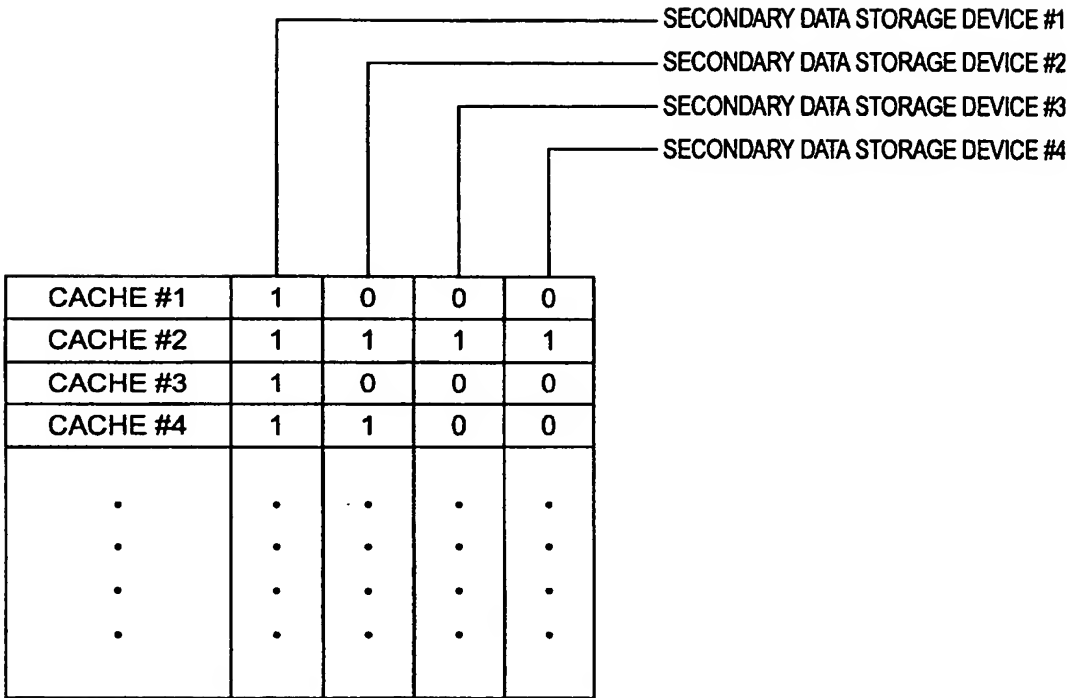 SECONDARY DATA STORAGE DEVICE #1
SECONDARY DATA STORAGE DEVICE #2
SECONDARY DATA STORAGE DEVICE #3
SECONDARY DATA STORAGE DEVICE #4
CACHE #1 1 0 0 0
CACHE #2 1 1 1 1
CACHE #3 1 0 0 0
CACHE #4 1 1 0 0